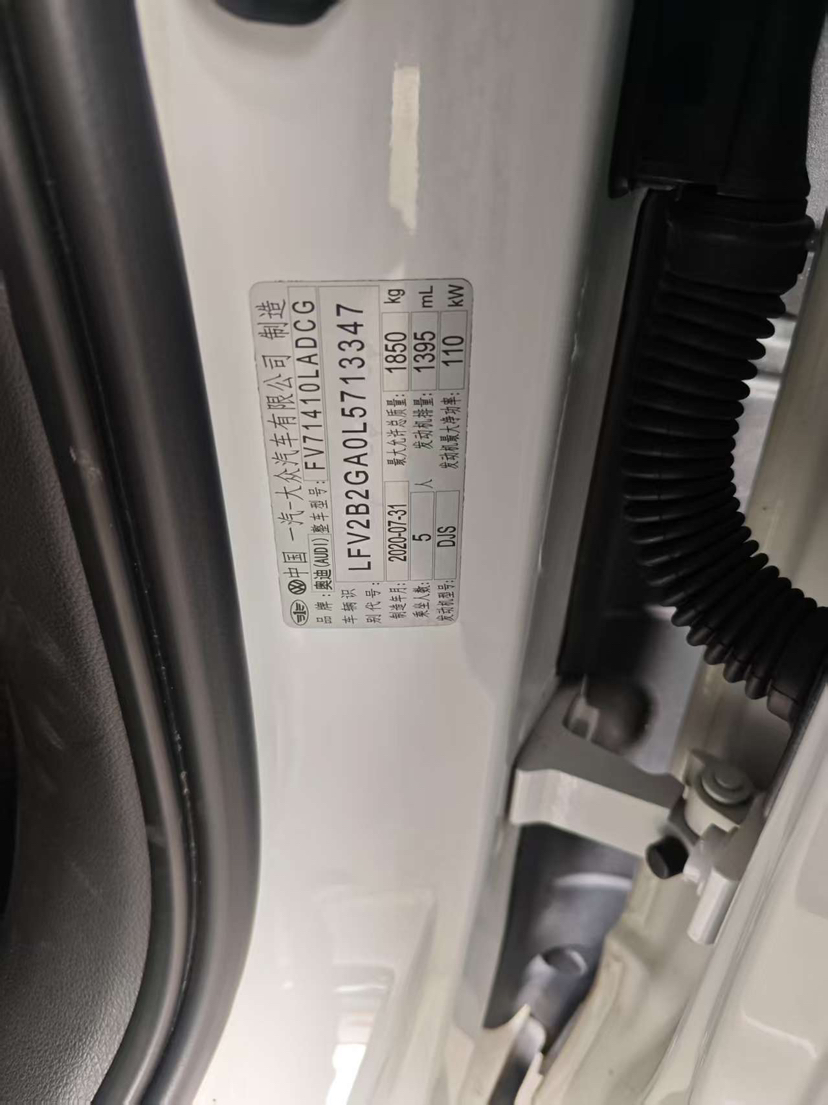 中国 一汽-大众汽车有限公司 制造
品牌：奥迪(AUDI) 整车型号：FV71410LADCG
车辆识别代号：LFV2B2GA0L5713347
制造年月：2020-07-31 最大允许总质量：1850 kg
乘坐人数：5 人 发动机排量：1395 mL
发动机型号：DJS 发动机最大净功率：110 kW